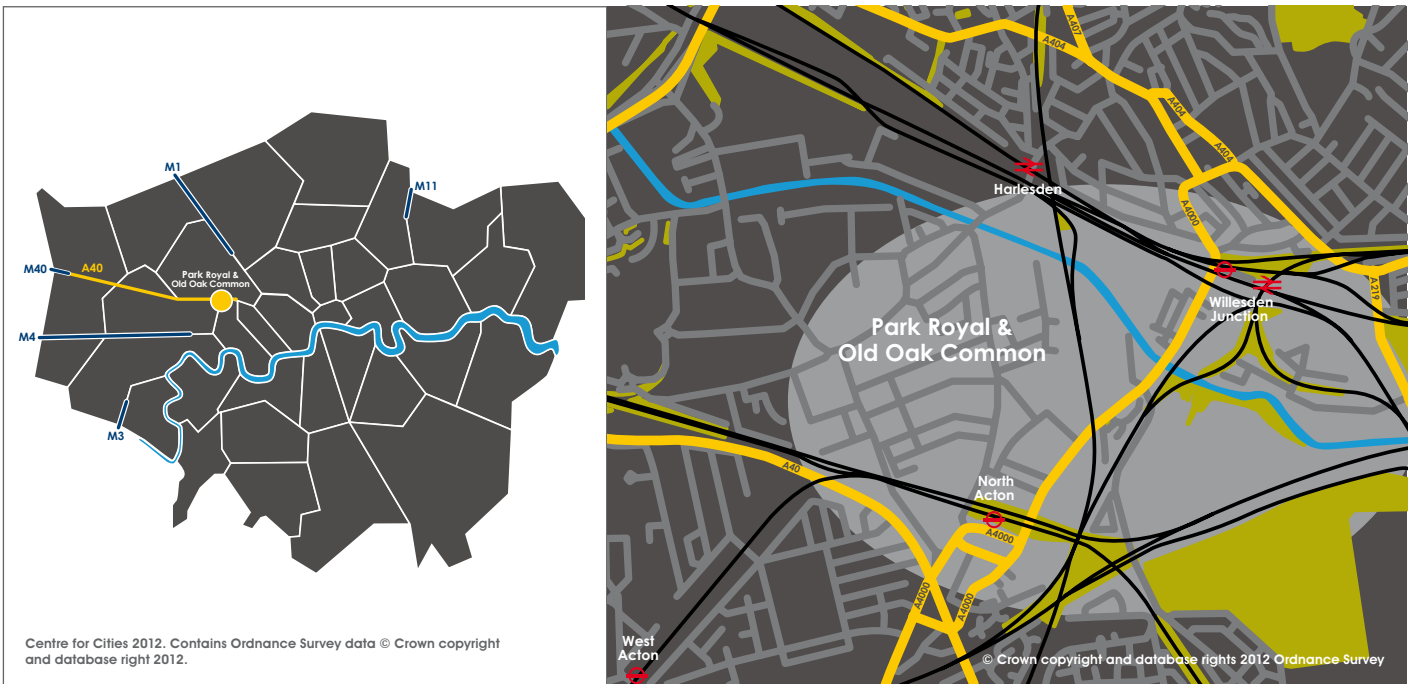 M1
M11
M40
A40
Park Royal &
Old Oak Common
M4
M3
Centre for Cities 2012. Contains Ordnance Survey data © Crown copyright
and database right 2012.
A407
A404
A404
A404
Harlesden
A4000
A219
Willesden
Junction
Park Royal &
Old Oak Common
A40
North
Acton
A4000
A4000
A4000
West
Acton
© Crown copyright and database rights 2012 Ordnance Survey